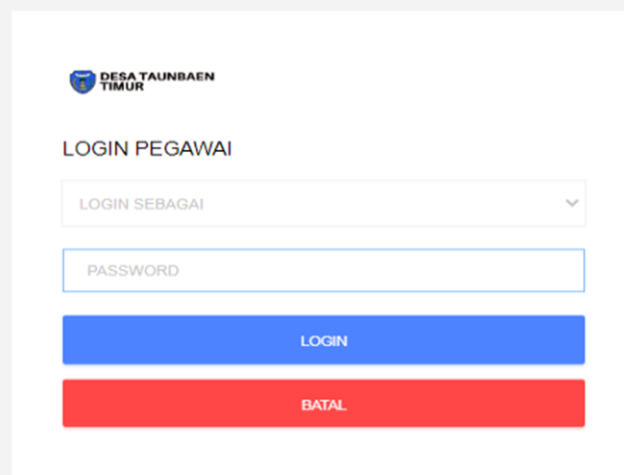 DESA TAUNBAEN
TIMUR
LOGIN PEGAWAI
LOGIN SEBAGAI
PASSWORD
LOGIN
BATAL